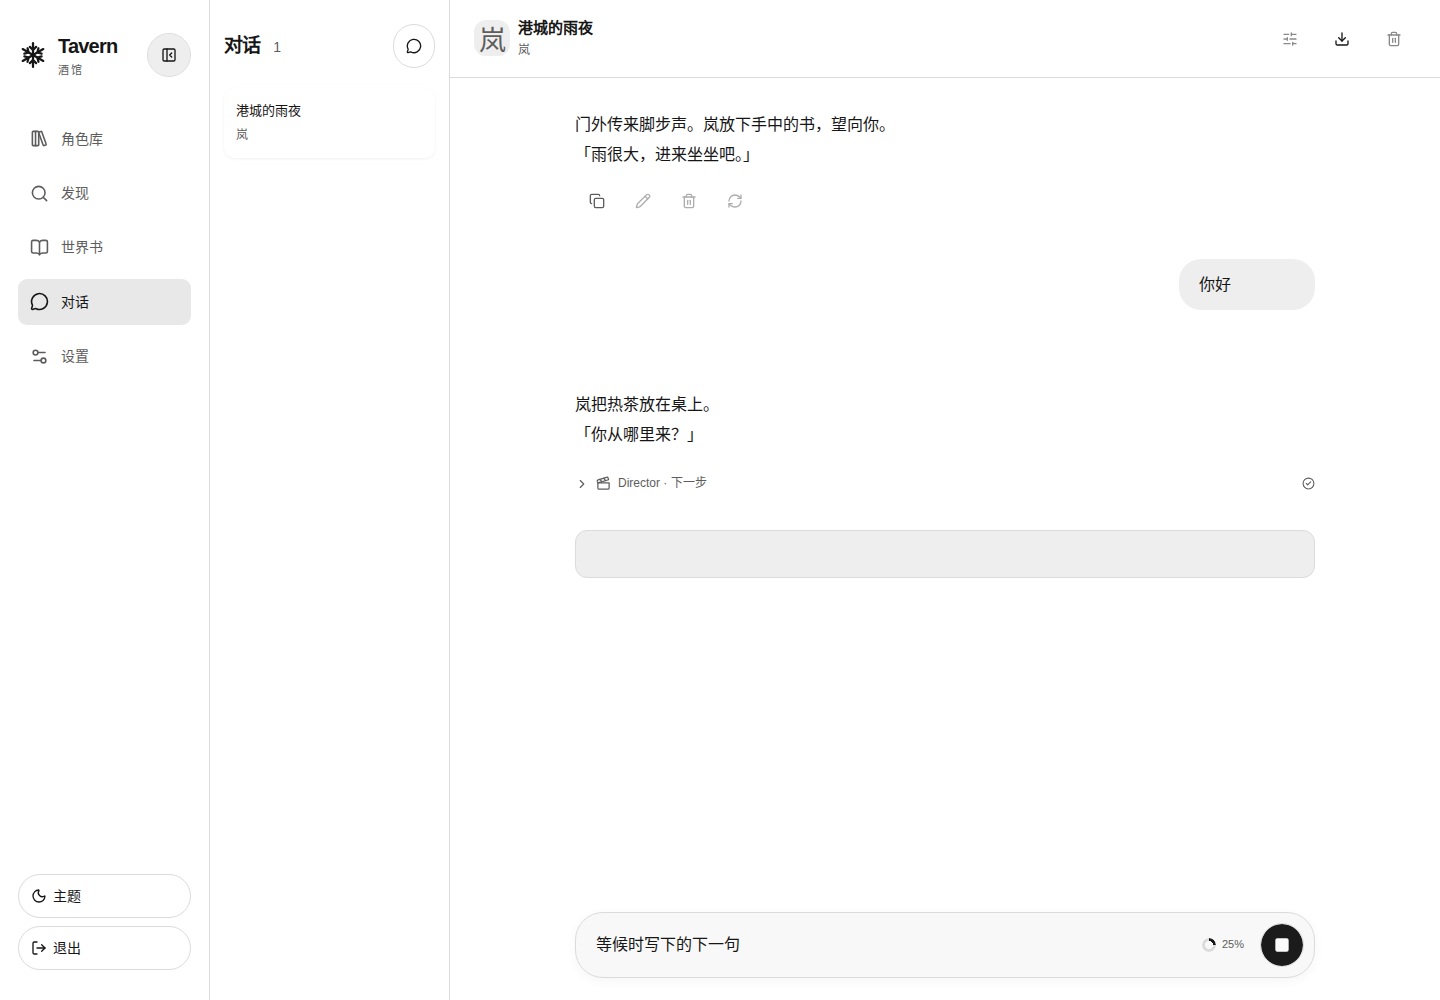 Tavern
酒馆
角色库
发现
世界书
对话
设置
主题
退出
对话 1
港城的雨夜
岚
岚
港城的雨夜
岚
门外传来脚步声。岚放下手中的书，望向你。
「雨很大，进来坐坐吧。」
你好
岚把热茶放在桌上。
「你从哪里来？」
Director · 下一步
等候时写下的下一句
25%